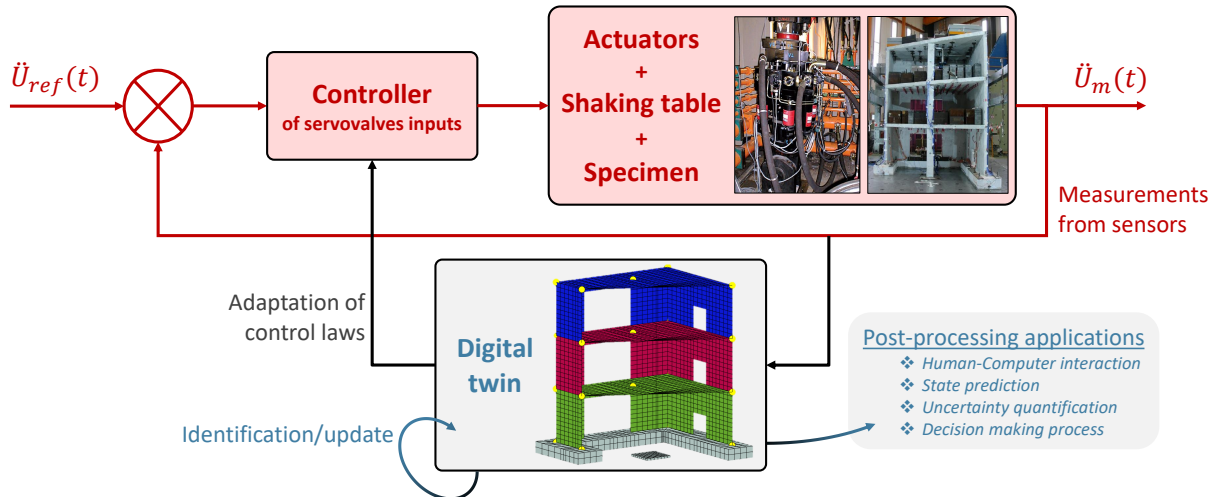 Ü_ref(t)
Controller
of servovalves inputs
Actuators
+
Shaking table
+
Specimen
Ü_m(t)
Measurements
from sensors
Adaptation of
control laws
Digital
twin
Identification/update
Post-processing applications
❖ Human-Computer interaction
❖ State prediction
❖ Uncertainty quantification
❖ Decision making process